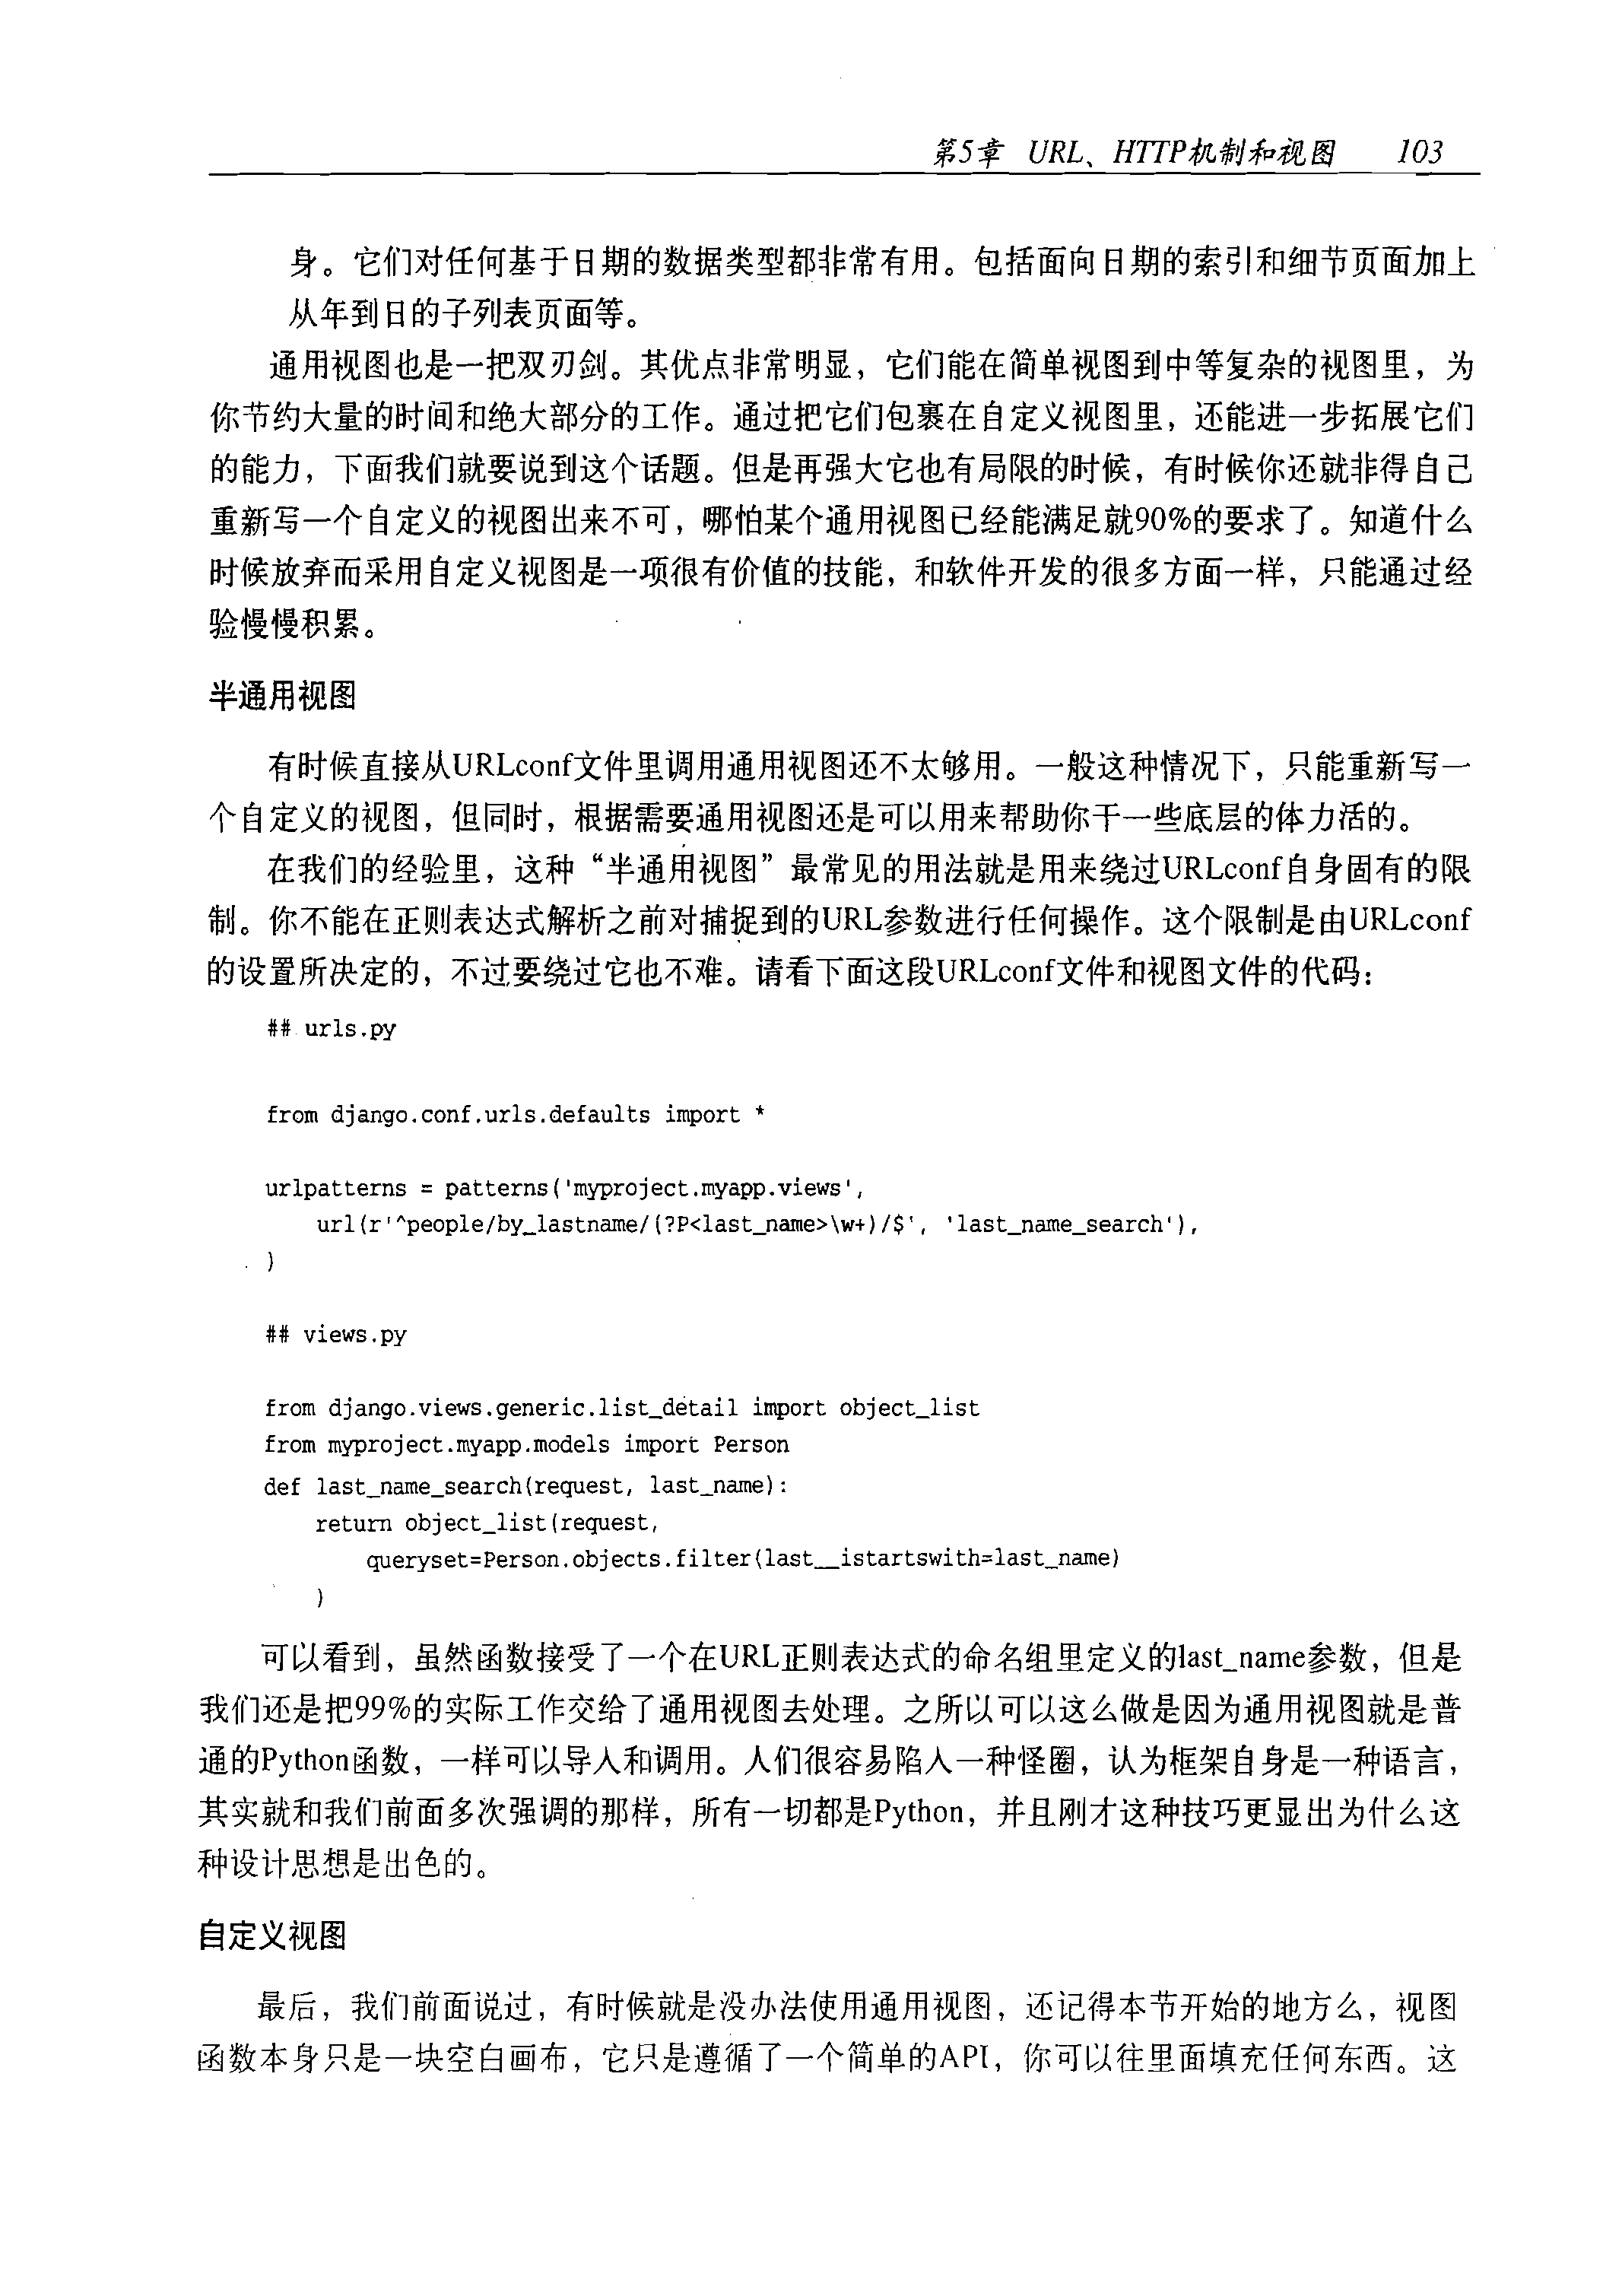 第5章 URL、HTTP机制和视图 103
身。它们对任何基于日期的数据类型都非常有用。包括面向日期的索引和细节页面加上
从年到日的子列表页面等。
通用视图也是一把双刃剑。其优点非常明显，它们能在简单视图到中等复杂的视图里，为
你节约大量的时间和绝大部分的工作。通过把它们包裹在自定义视图里，还能进一步拓展它们
的能力，下面我们就要说到这个话题。但是再强大它也有局限的时候，有时候你还就非得自己
重新写一个自定义的视图出来不可，哪怕某个通用视图已经能满足就90%的要求了。知道什么
时候放弃而采用自定义视图是一项很有价值的技能，和软件开发的很多方面一样，只能通过经
验慢慢积累。
半通用视图
有时候直接从URLconf文件里调用通用视图还不太够用。一般这种情况下，只能重新写一
个自定义的视图，但同时，根据需要通用视图还是可以用来帮助你干一些底层的体力活的。
在我们的经验里，这种“半通用视图”最常见的用法就是用来绕过URLconf自身固有的限
制。你不能在正则表达式解析之前对捕捉到的URL参数进行任何操作。这个限制是由URLconf
的设置所决定的，不过要绕过它也不难。请看下面这段URLconf文件和视图文件的代码：
## urls.py
from django.conf.urls.defaults import *
urlpatterns = patterns('myproject.myapp.views',
    url(r'^people/by_lastname/(?P<last_name>\w+)/$', 'last_name_search'),
)
## views.py
from django.views.generic.list_detail import object_list
from myproject.myapp.models import Person
def last_name_search(request, last_name):
    return object_list(request,
        queryset=Person.objects.filter(last__istartswith=last_name)
    )
可以看到，虽然函数接受了一个在URL正则表达式的命名组里定义的last_name参数，但是
我们还是把99%的实际工作交给了通用视图去处理。之所以可以这么做是因为通用视图就是普
通的Python函数，一样可以导入和调用。人们很容易陷入一种怪圈，认为框架自身是一种语言，
其实就和我们前面多次强调的那样，所有一切都是Python，并且刚才这种技巧更显出为什么这
种设计思想是出色的。
自定义视图
最后，我们前面说过，有时候就是没办法使用通用视图，还记得本节开始的地方么，视图
函数本身只是一块空白画布，它只是遵循了一个简单的API，你可以往里面填充任何东西。这